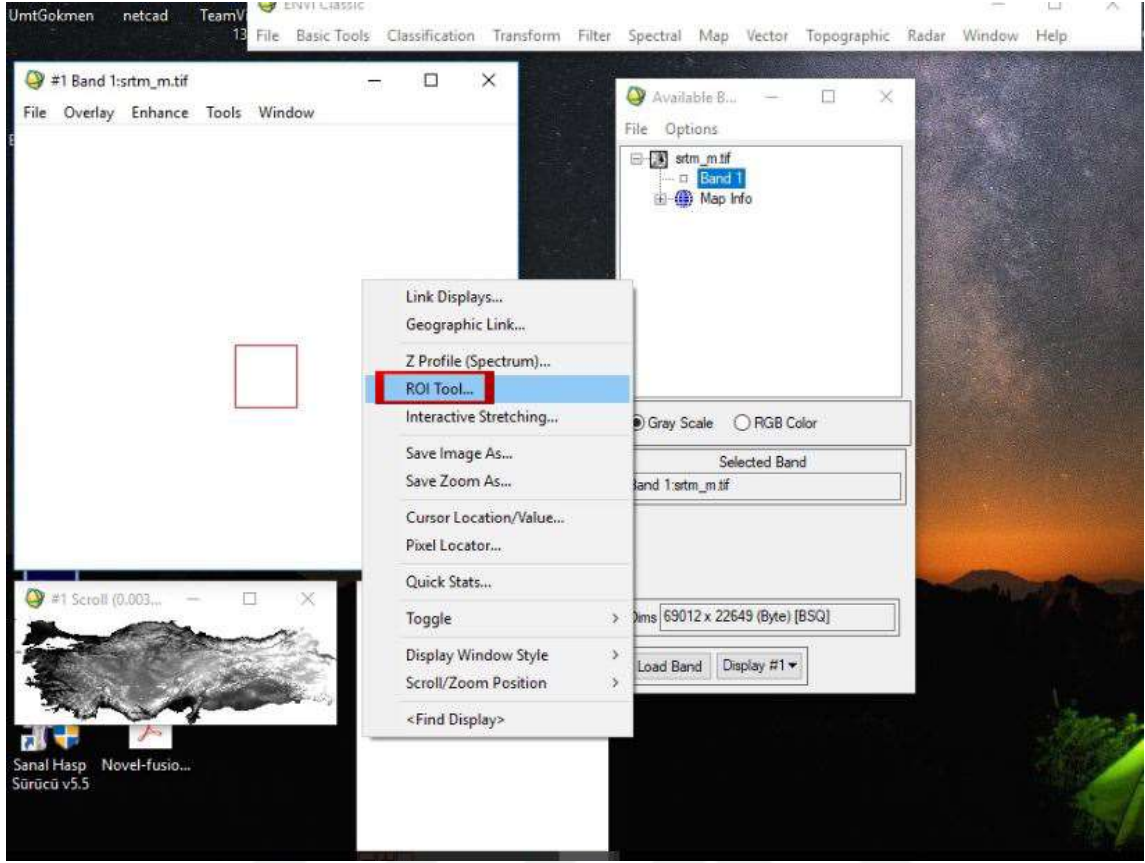 UmtGokmen netcad TeamVi
13
ENVI Classic
File Basic Tools Classification Transform Filter Spectral Map Vector Topographic Radar Window Help
#1 Band 1:srtm_m.tif
File Overlay Enhance Tools Window
Available B...
File Options
srtm_m.tif
Band 1
Map Info
Link Displays...
Geographic Link...
Z Profile (Spectrum)...
ROI Tool...
Interactive Stretching...
Save Image As...
Save Zoom As...
Cursor Location/Value...
Pixel Locator...
Quick Stats...
Toggle
Display Window Style
Scroll/Zoom Position
<Find Display>
Gray Scale RGB Color
Selected Band
Band 1:srtm_m.tif
Dims 69012 x 22649 (Byte) [BSQ]
Load Band Display #1
#1 Scroll (0.003...
Sanal Hasp Novel-fusio...
Sürücü v5.5